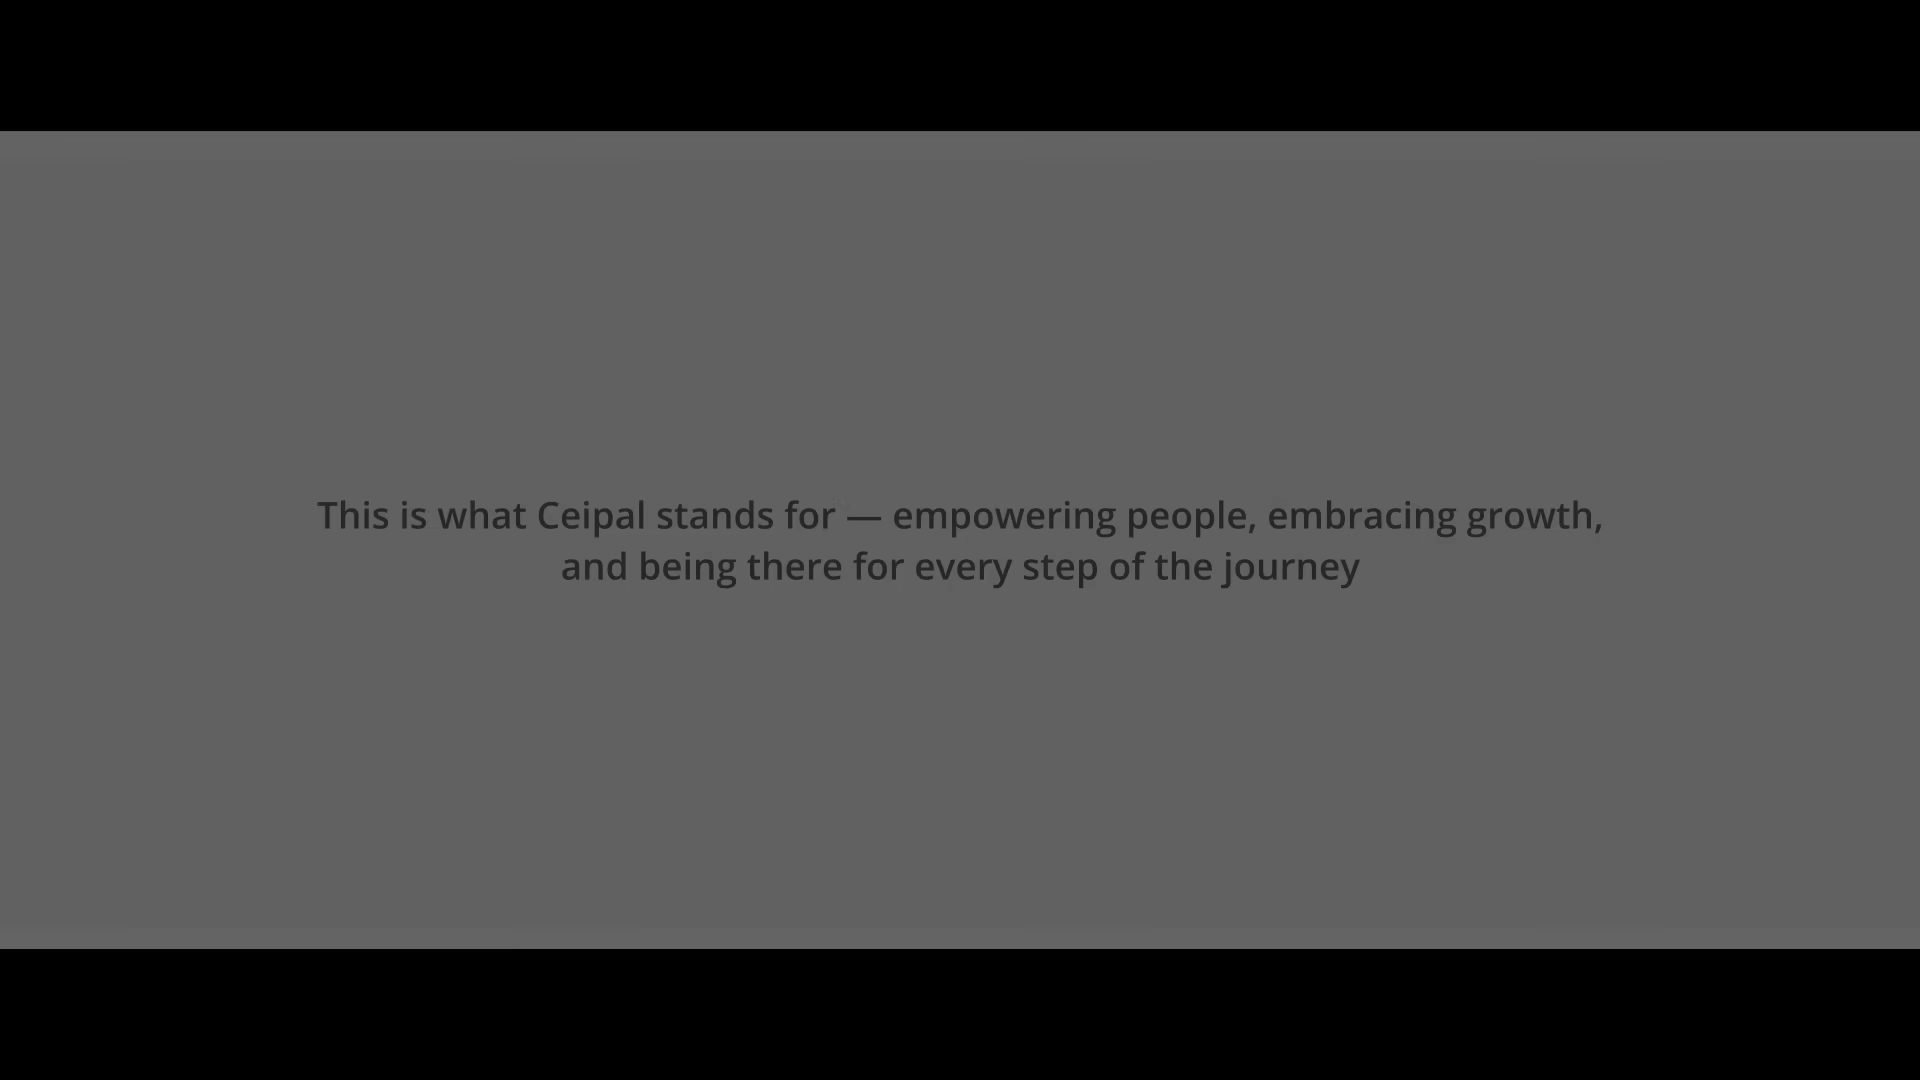 This is what Ceipal stands for — empowering people, embracing growth,
and being there for every step of the journey